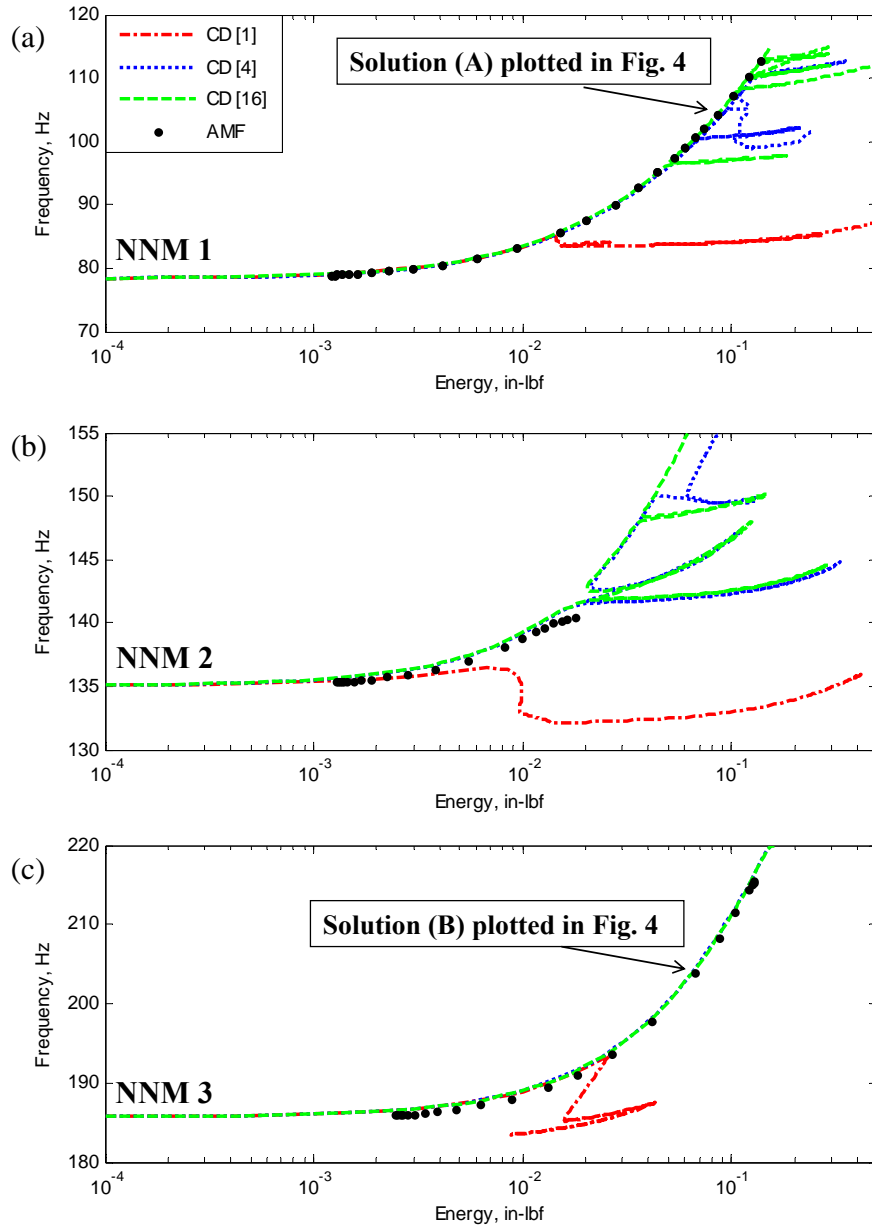 (a)
CD [1]
CD [4]
CD [16]
AMF
Solution (A) plotted in Fig. 4
NNM 1
Frequency, Hz
120
110
100
90
80
70
10-4
10-3
10-2
10-1
Energy, in-lbf
(b)
NNM 2
Frequency, Hz
155
150
145
140
135
130
10-4
10-3
10-2
10-1
Energy, in-lbf
(c)
Solution (B) plotted in Fig. 4
NNM 3
Frequency, Hz
220
210
200
190
180
10-4
10-3
10-2
10-1
Energy, in-lbf